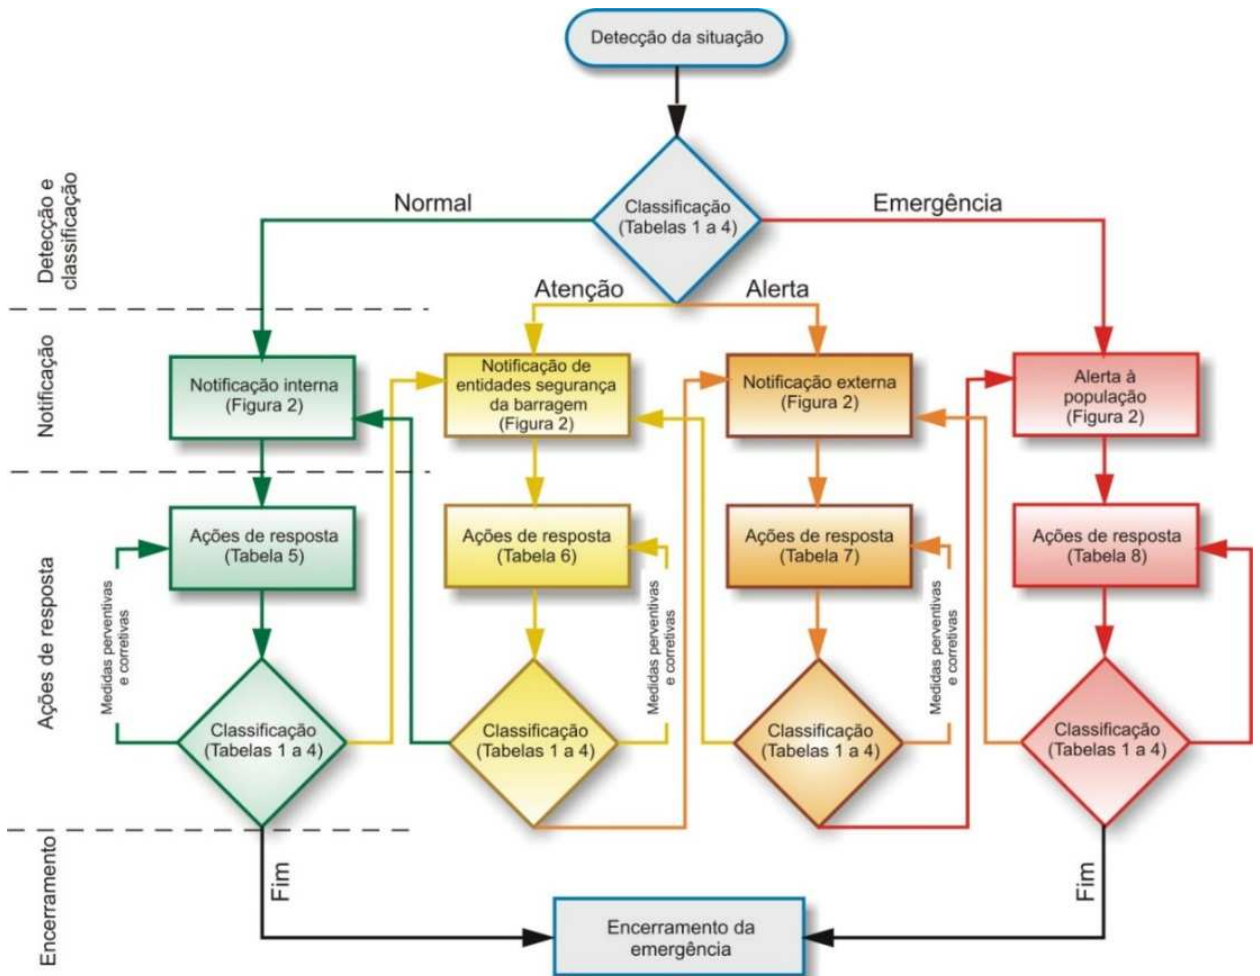 Detecção da situação
Detecção e
classificação
Classificação
(Tabelas 1 a 4)
Normal
Emergência
Atenção
Alerta
Notificação
Notificação interna
(Figura 2)
Notificação de
entidades segurança
da barragem
(Figura 2)
Notificação externa
(Figura 2)
Alerta à
população
(Figura 2)
Ações de resposta
Ações de resposta
(Tabela 5)
Ações de resposta
(Tabela 6)
Ações de resposta
(Tabela 7)
Ações de resposta
(Tabela 8)
Medidas perventivas
e corretivas
Medidas perventivas
e corretivas
Medidas perventivas
e corretivas
Classificação
(Tabelas 1 a 4)
Classificação
(Tabelas 1 a 4)
Classificação
(Tabelas 1 a 4)
Classificação
(Tabelas 1 a 4)
Encerramento
Fim
Fim
Encerramento da
emergência